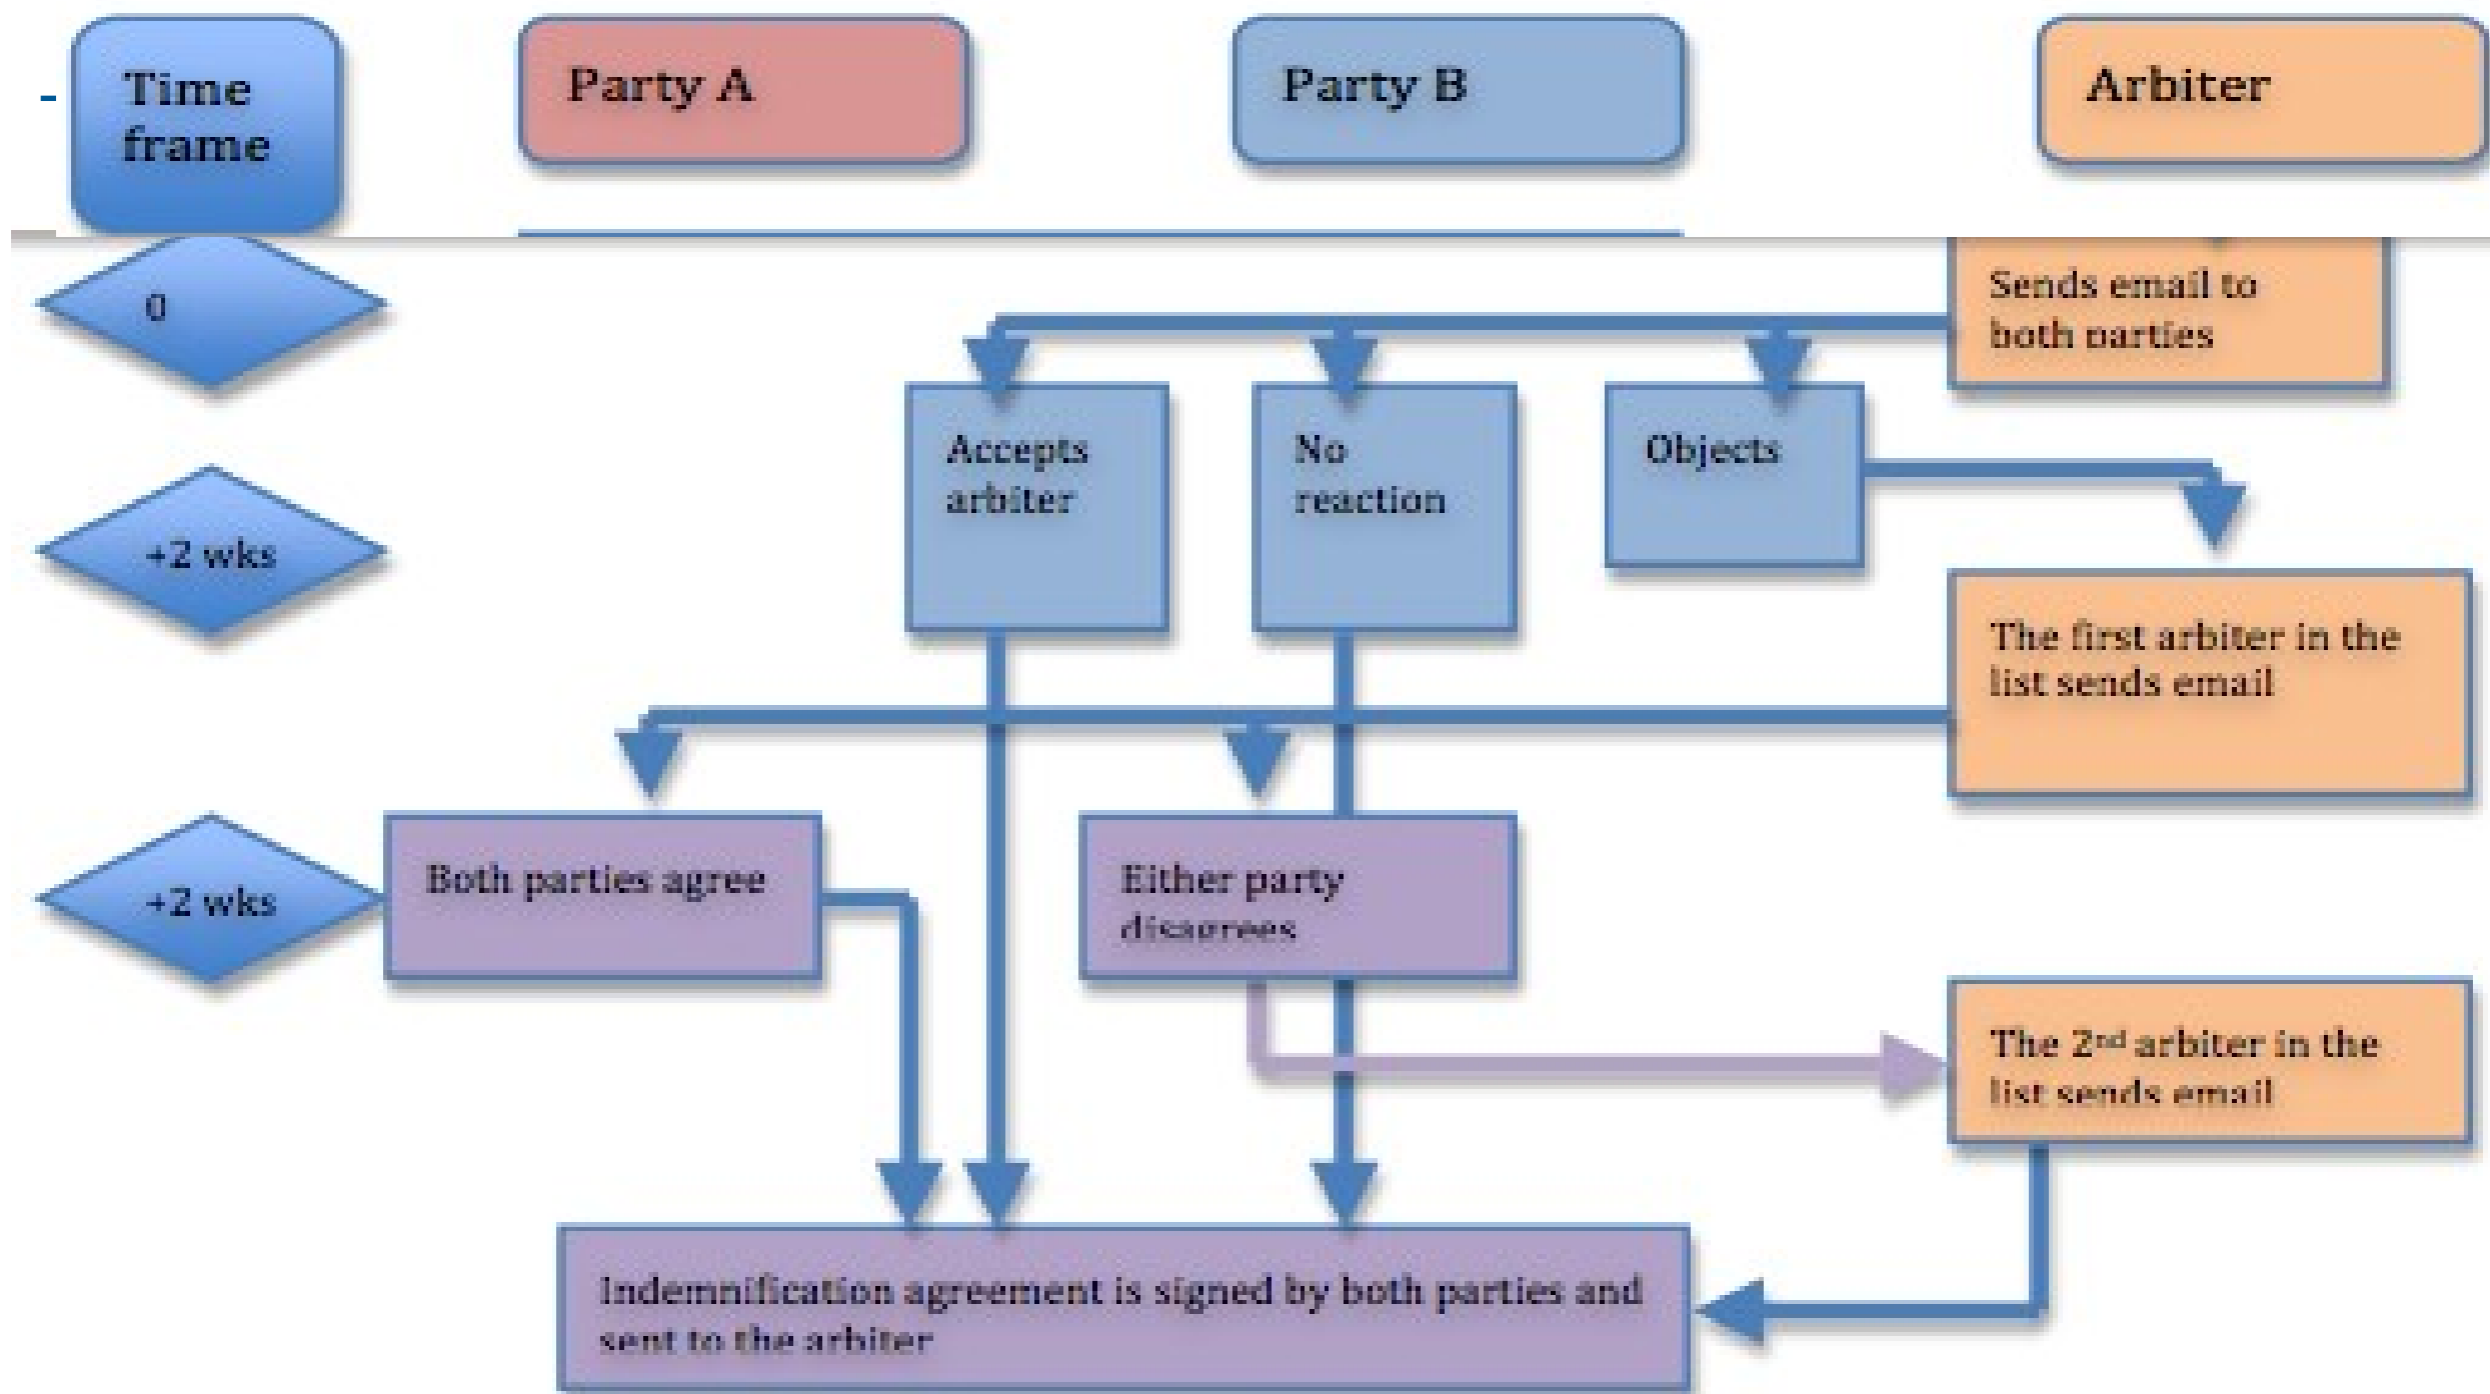 Time
frame
Party A
Party B
Arbiter
0
Sends email to
both parties
Accepts
arbiter
No
reaction
Objects
+2 wks
The first arbiter in the
list sends email
+2 wks
Both parties agree
Either party
disagrees
The 2nd arbiter in the
list sends email
Indemnification agreement is signed by both parties and
sent to the arbiter